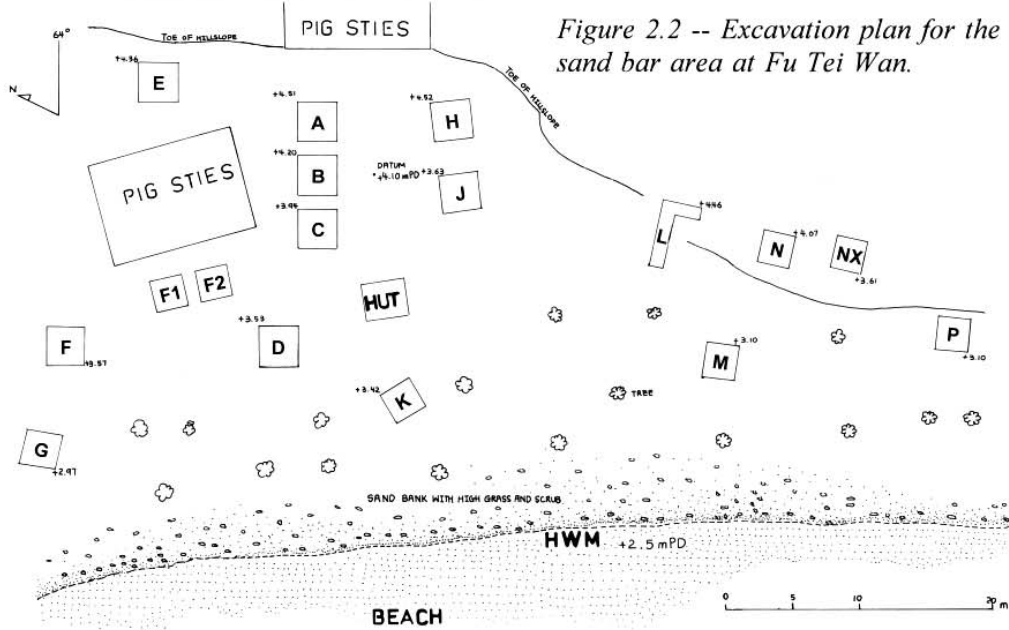 Figure 2.2 -- Excavation plan for the
sand bar area at Fu Tei Wan.
PIG STIES
64°
N
TOE OF HILLSLOPE
TOE OF HILLSLOPE
+4.36
E
+4.51
A
+4.52
H
+4.20
B
DATUM
+4.10 mPD
+3.63
J
PIG STIES
+3.94
C
+4.46
L
N
+4.07
NX
+3.61
F1
F2
HUT
+3.53
D
F
+3.57
M
+3.10
P
+3.10
+3.42
K
TREE
G
+2.97
SAND BANK WITH HIGH GRASS AND SCRUB
HWM +2.5 mPD
BEACH
0 5 10 20 m